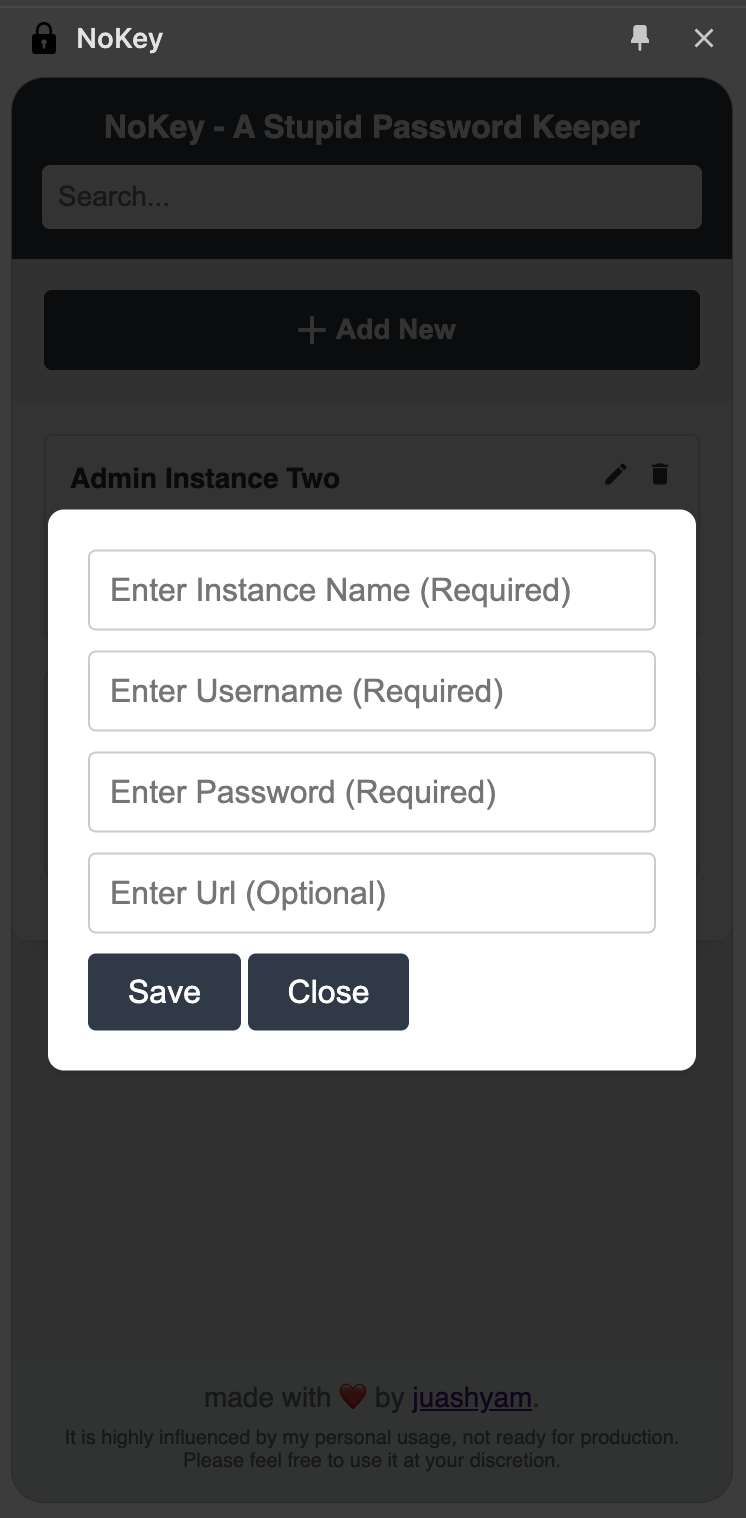 NoKey
NoKey - A Stupid Password Keeper
Search...
Add New
Admin Instance Two
Enter Instance Name (Required)
Enter Username (Required)
Enter Password (Required)
Enter Url (Optional)
Save Close
made with ❤️ by juashyam.
It is highly influenced by my personal usage, not ready for production.
Please feel free to use it at your discretion.